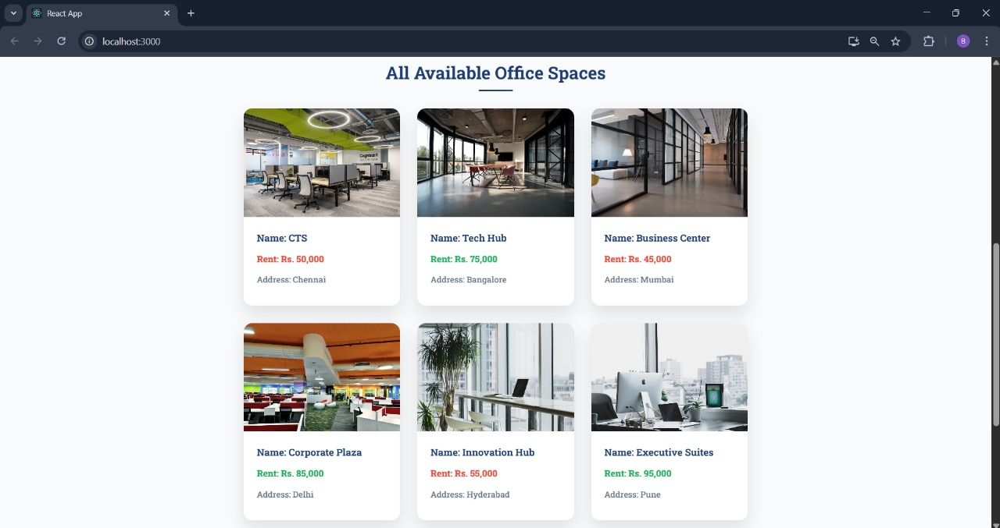 React App
localhost:3000
B
All Available Office Spaces
Cognizant
Name: CTS
Rent: Rs. 50,000
Address: Chennai
Name: Tech Hub
Rent: Rs. 75,000
Address: Bangalore
Name: Business Center
Rent: Rs. 45,000
Address: Mumbai
Name: Corporate Plaza
Rent: Rs. 85,000
Address: Delhi
Name: Innovation Hub
Rent: Rs. 55,000
Address: Hyderabad
Name: Executive Suites
Rent: Rs. 95,000
Address: Pune